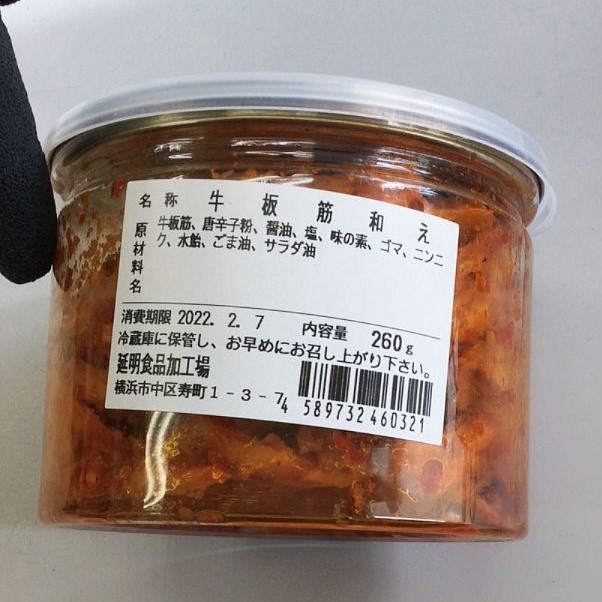 名称 牛板筋和え
原材料名 牛板筋、唐辛子粉、醤油、塩、味の素、ゴマ、ニンニ
ク、水飴、ごま油、サラダ油
消費期限 2022. 2. 7 内容量 260g
冷蔵庫に保管し、お早めにお召し上がり下さい。
延明食品加工場
横浜市中区寿町1-3-7
4 589732 460321